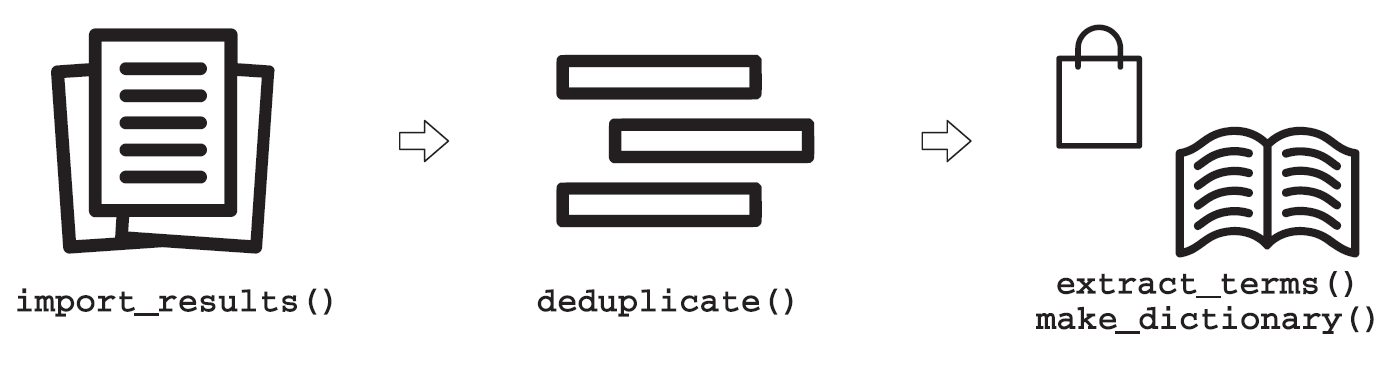 import_results()
deduplicate()
extract_terms()
make_dictionary()